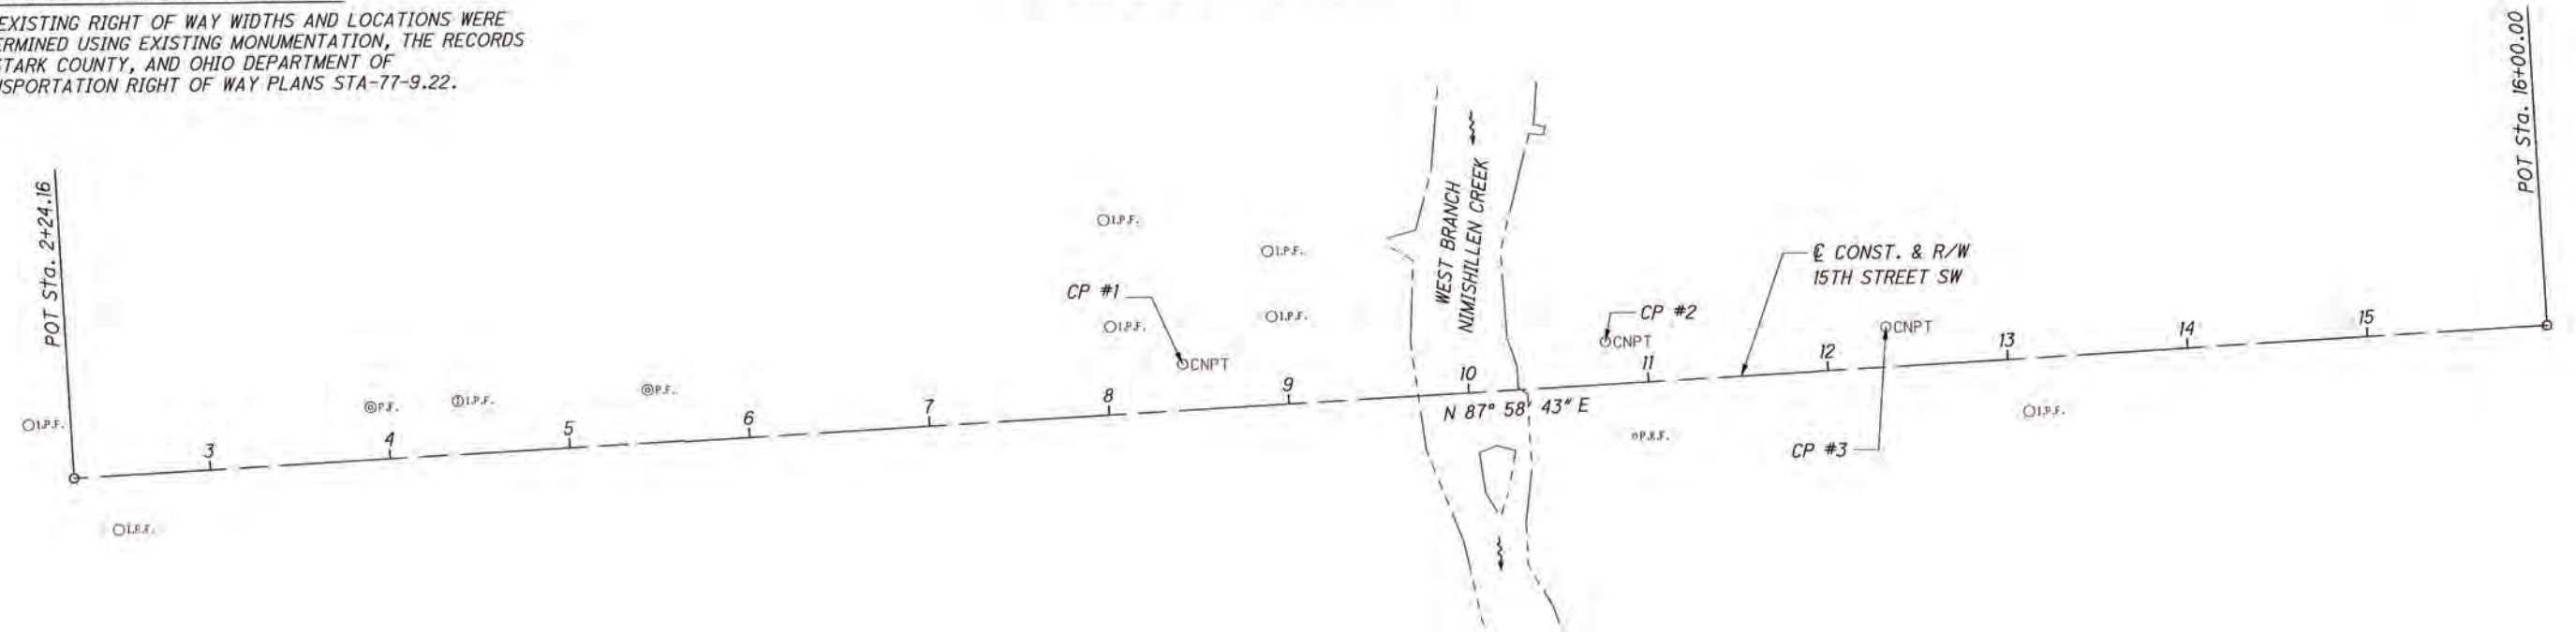 EXISTING RIGHT OF WAY WIDTHS AND LOCATIONS WERE
ERMINED USING EXISTING MONUMENTATION, THE RECORDS
STARK COUNTY, AND OHIO DEPARTMENT OF
NSPORTATION RIGHT OF WAY PLANS STA-77-9.22.
POT Sta. 2+24.16
POT Sta. 16+00.00
I.P.F.
I.P.F.
CP #1
I.P.F.
I.P.F.
CNPT
WEST BRANCH
NIMISHILLEN CREEK
℄ CONST. & R/W
15TH STREET SW
CP #2
CNPT
CNPT
CP #3
P.F.
I.P.F.
P.F.
I.P.F.
I.P.F.
3
4
5
6
7
8
9
10
11
12
13
14
15
N 87° 58' 43" E